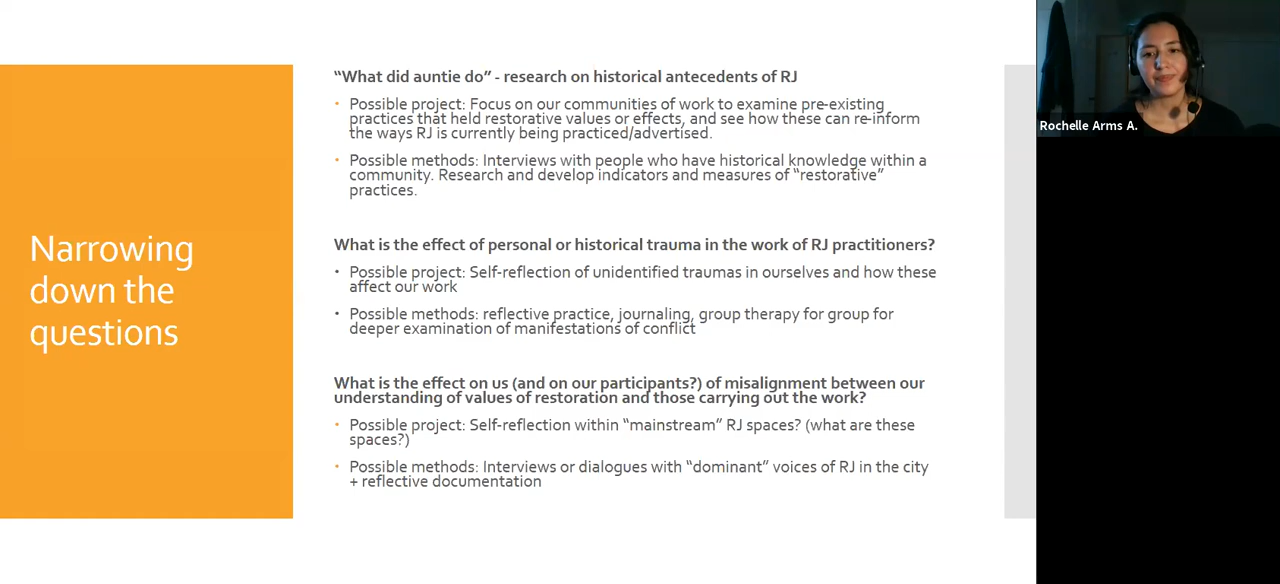 Narrowing
down the
questions
“What did auntie do” - research on historical antecedents of RJ
• Possible project: Focus on our communities of work to examine pre-existing
practices that held restorative values or effects, and see how these can re-inform
the ways RJ is currently being practiced/advertised.
• Possible methods: Interviews with people who have historical knowledge within a
community. Research and develop indicators and measures of “restorative”
practices.
What is the effect of personal or historical trauma in the work of RJ practitioners?
• Possible project: Self-reflection of unidentified traumas in ourselves and how these
affect our work
• Possible methods: reflective practice, journaling, group therapy for group for
deeper examination of manifestations of conflict
What is the effect on us (and on our participants?) of misalignment between our
understanding of values of restoration and those carrying out the work?
• Possible project: Self-reflection within “mainstream” RJ spaces? (what are these
spaces?)
• Possible methods: Interviews or dialogues with “dominant” voices of RJ in the city
+ reflective documentation
Rochelle Arms A.